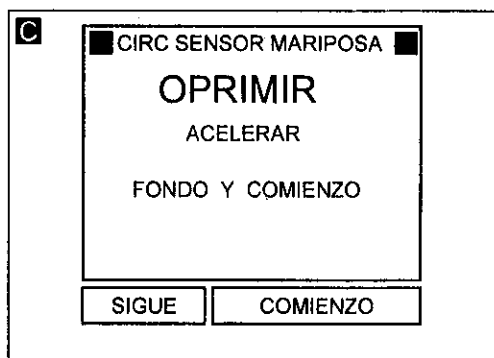 C
CIRC SENSOR MARIPOSA
OPRIMIR
ACELERAR
FONDO Y COMIENZO
SIGUE COMIENZO